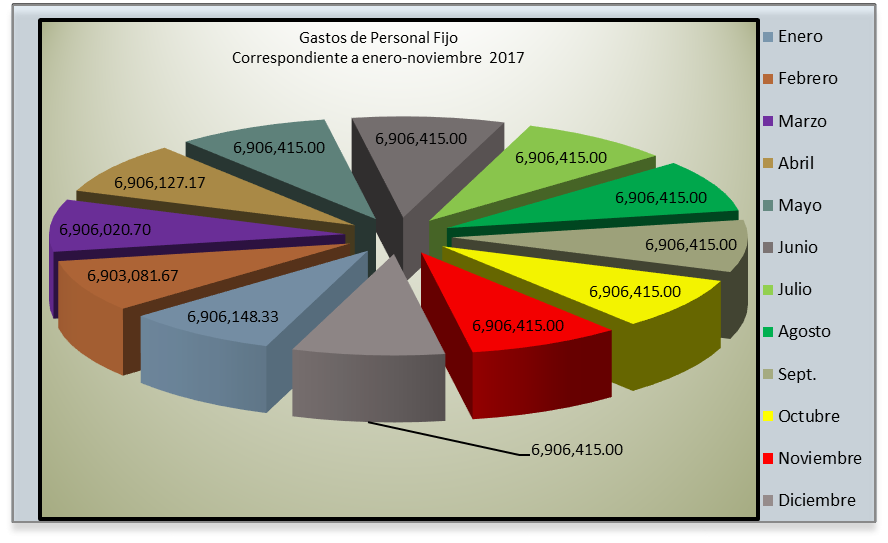 Gastos de Personal Fijo
Correspondiente a enero-noviembre 2017
6,906,415.00
6,906,415.00
6,906,415.00
6,906,127.17
6,906,415.00
6,906,020.70
6,906,415.00
6,903,081.67
6,906,415.00
6,906,148.33
6,906,415.00
6,906,415.00
Enero
Febrero
Marzo
Abril
Mayo
Junio
Julio
Agosto
Sept.
Octubre
Noviembre
Diciembre